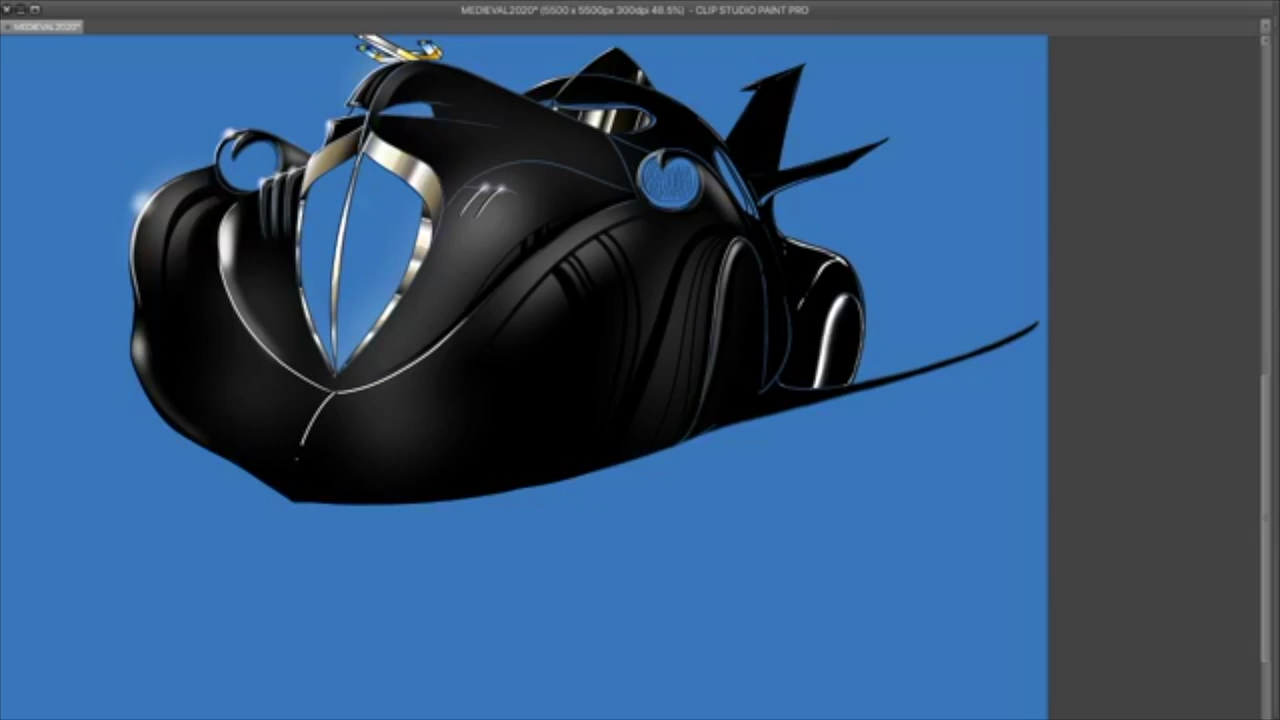 MEDIEVAL2020* (5500 x 5500px 300dpi 48.5%) - CLIP STUDIO PAINT PRO
MEDIEVAL2020*